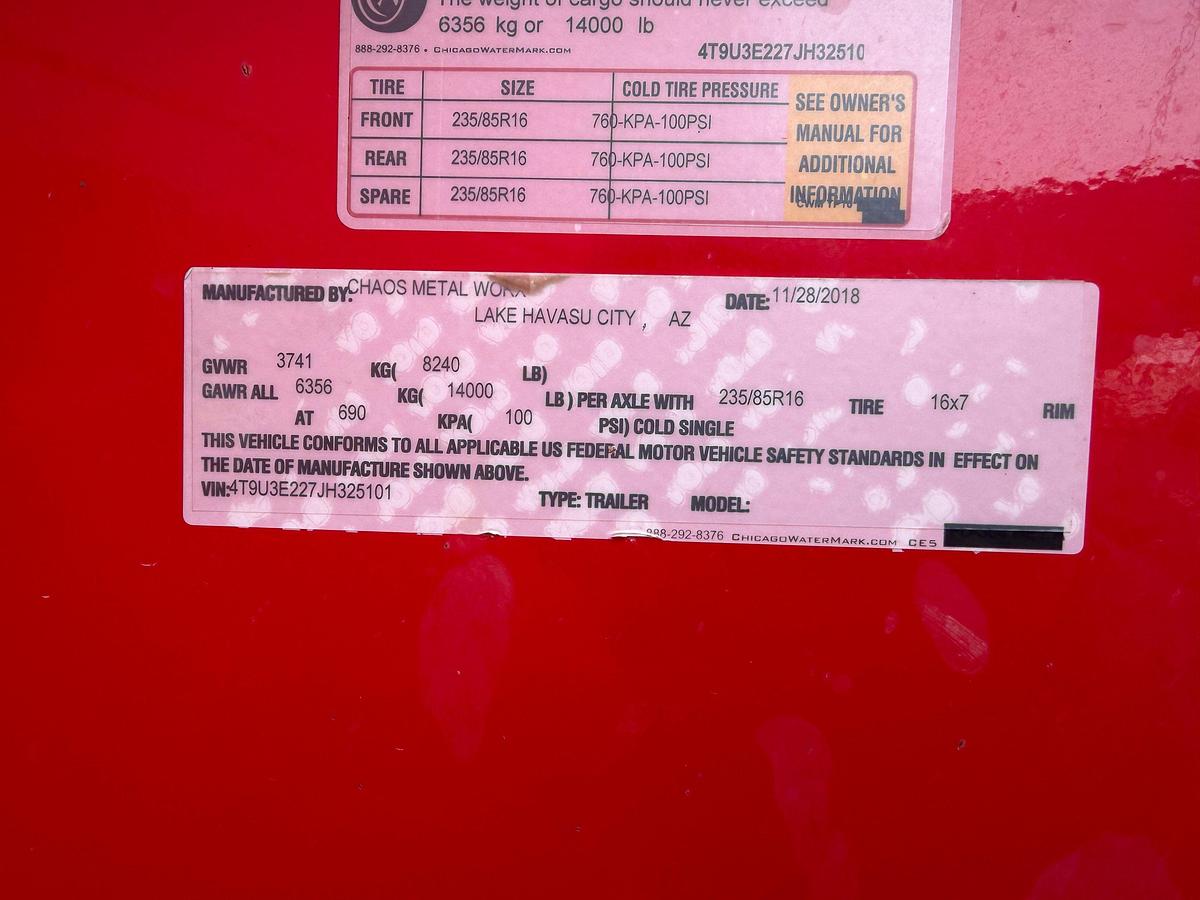 The weight of cargo should never exceed
6356 kg or 14000 lb
888-292-8376 • CHICAGOWATERMARK.COM 4T9U3E227JH32510
TIRE SIZE COLD TIRE PRESSURE SEE OWNER'S
FRONT 235/85R16 760-KPA-100PSI MANUAL FOR
REAR 235/85R16 760-KPA-100PSI ADDITIONAL
SPARE 235/85R16 760-KPA-100PSI INFORMATION
MANUFACTURED BY: CHAOS METAL WORX DATE: 11/28/2018
LAKE HAVASU CITY , AZ
GVWR 3741 KG( 8240 LB)
GAWR ALL 6356 KG( 14000 LB ) PER AXLE WITH 235/85R16 TIRE 16x7 RIM
AT 690 KPA( 100 PSI) COLD SINGLE
THIS VEHICLE CONFORMS TO ALL APPLICABLE US FEDERAL MOTOR VEHICLE SAFETY STANDARDS IN EFFECT ON
THE DATE OF MANUFACTURE SHOWN ABOVE.
VIN:4T9U3E227JH325101 TYPE: TRAILER MODEL:
888-292-8376 CHICAGOWATERMARK.COM CE5